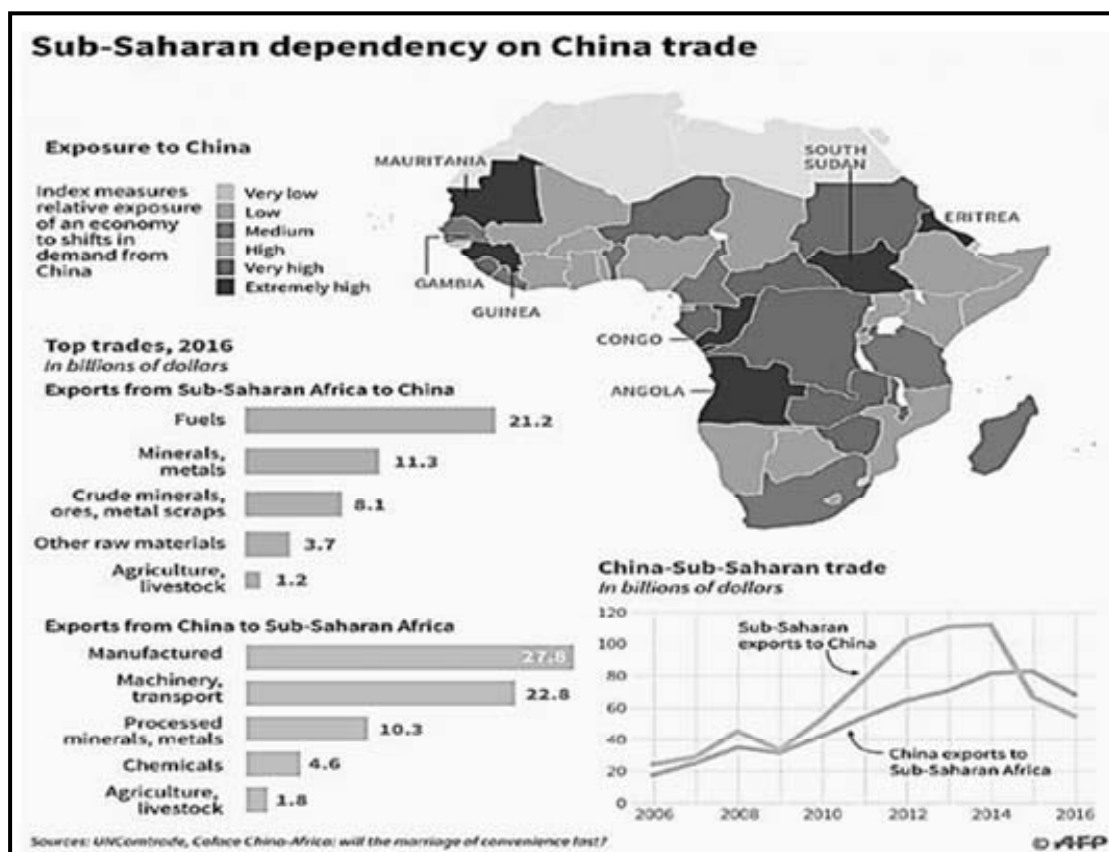 Sub-Saharan dependency on China trade
Exposure to China
Index measures
relative exposure
of an economy
to shifts in
demand from
China
Very low
Low
Medium
High
Very high
Extremely high
MAURITANIA
GAMBIA
GUINEA
SOUTH
SUDAN
ERITREA
CONGO
ANGOLA
Top trades, 2016
In billions of dollars
Exports from Sub-Saharan Africa to China
Fuels 21.2
Minerals,
metals 11.3
Crude minerals,
ores, metal scraps 8.1
Other raw materials 3.7
Agriculture,
livestock 1.2
Exports from China to Sub-Saharan Africa
Manufactured 27.8
Machinery,
transport 22.8
Processed
minerals, metals 10.3
Chemicals 4.6
Agriculture,
livestock 1.8
China-Sub-Saharan trade
In billions of dollars
120
100
80
60
40
20
0
Sub-Saharan
exports to China
China exports to
Sub-Saharan Africa
2006 2008 2010 2012 2014 2016
Sources: UNComtrade, Coface China-Africa: will the marriage of convenience last?
© AFP